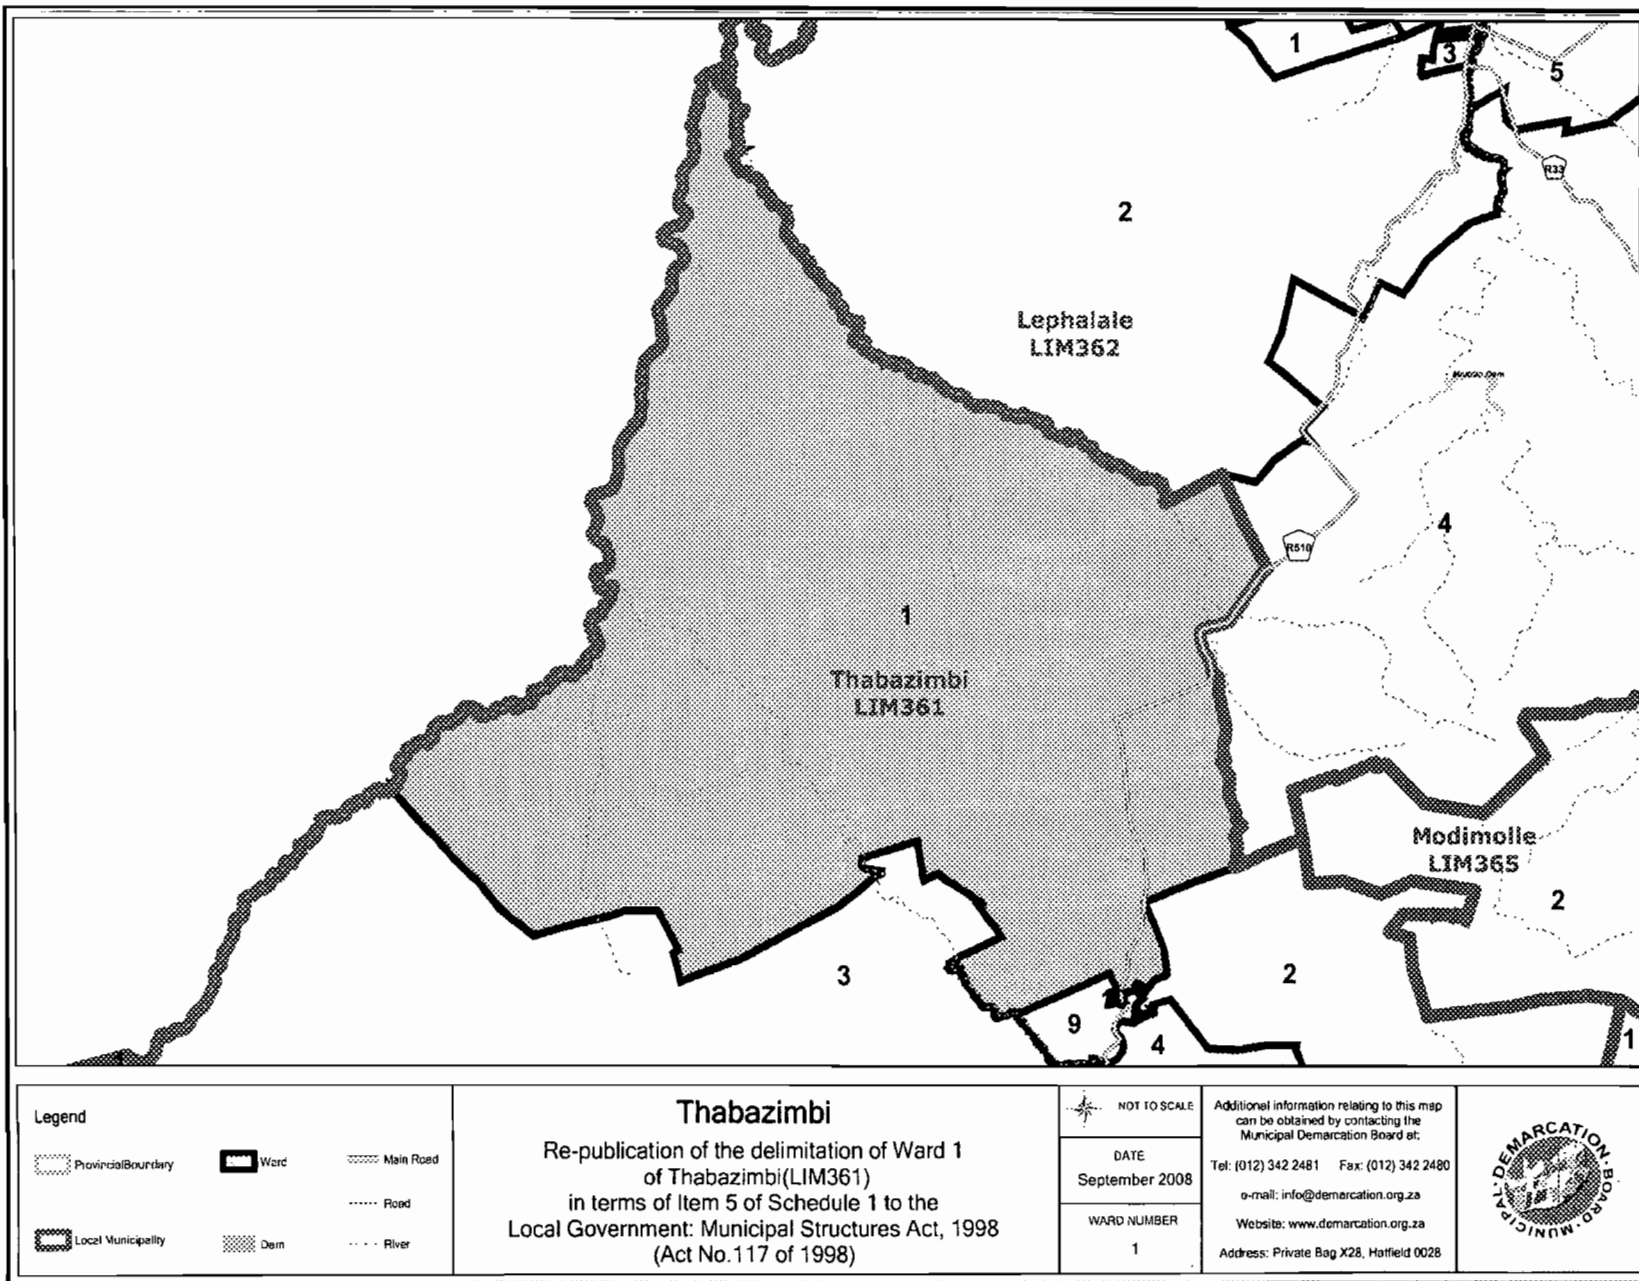 1
3
5
R33
2
Lephalale
LIM362
4
R510
1
Thabazimbi
LIM361
Modimolle
LIM365
2
3
2
9
4
1
Legend
ProvincialBoundary
Ward
Main Road
Road
Local Municipality
Dam
River
Thabazimbi
Re-publication of the delimitation of Ward 1
of Thabazimbi(LIM361)
in terms of Item 5 of Schedule 1 to the
Local Government: Municipal Structures Act, 1998
(Act No.117 of 1998)
NOT TO SCALE
DATE
September 2008
WARD NUMBER
1
Additional information relating to this map
can be obtained by contacting the
Municipal Demarcation Board at:
Tel: (012) 342 2481 Fax: (012) 342 2480
e-mail: info@demarcation.org.za
Website: www.demarcation.org.za
Address: Private Bag X28, Hatfield 0028
MUNICIPAL · DEMARCATION · BOARD